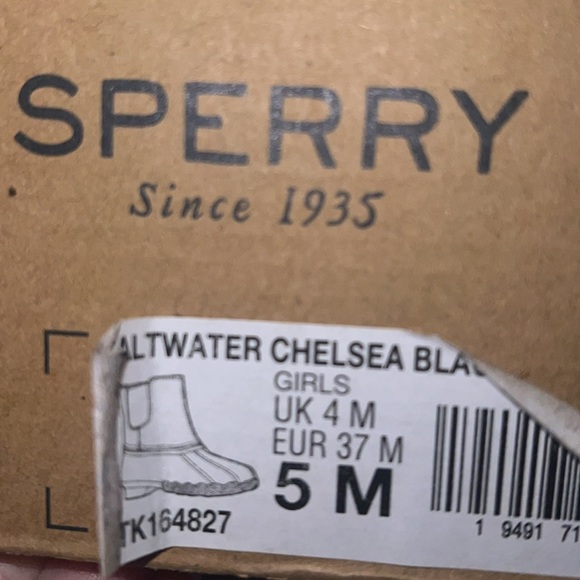 SPERRY
Since 1935
ALTWATER CHELSEA BLA
GIRLS
UK 4 M
EUR 37 M
5 M
TK164827
1 9491 71